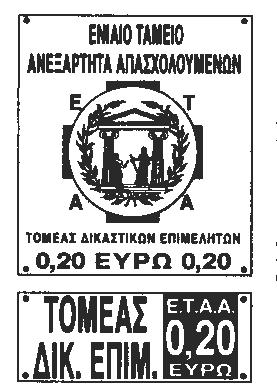 ΕΝΙΑΙΟ ΤΑΜΕΙΟ
ΑΝΕΞΑΡΤΗΤΑ ΑΠΑΣΧΟΛΟΥΜΕΝΩΝ
Ε Τ
Α Α
ΤΟΜΕΑΣ ΔΙΚΑΣΤΙΚΩΝ ΕΠΙΜΕΛΗΤΩΝ
0,20 ΕΥΡΩ 0,20
ΤΟΜΕΑΣ
ΔΙΚ. ΕΠΙΜ.
Ε.Τ.Α.Α.
0,20
ΕΥΡΩ